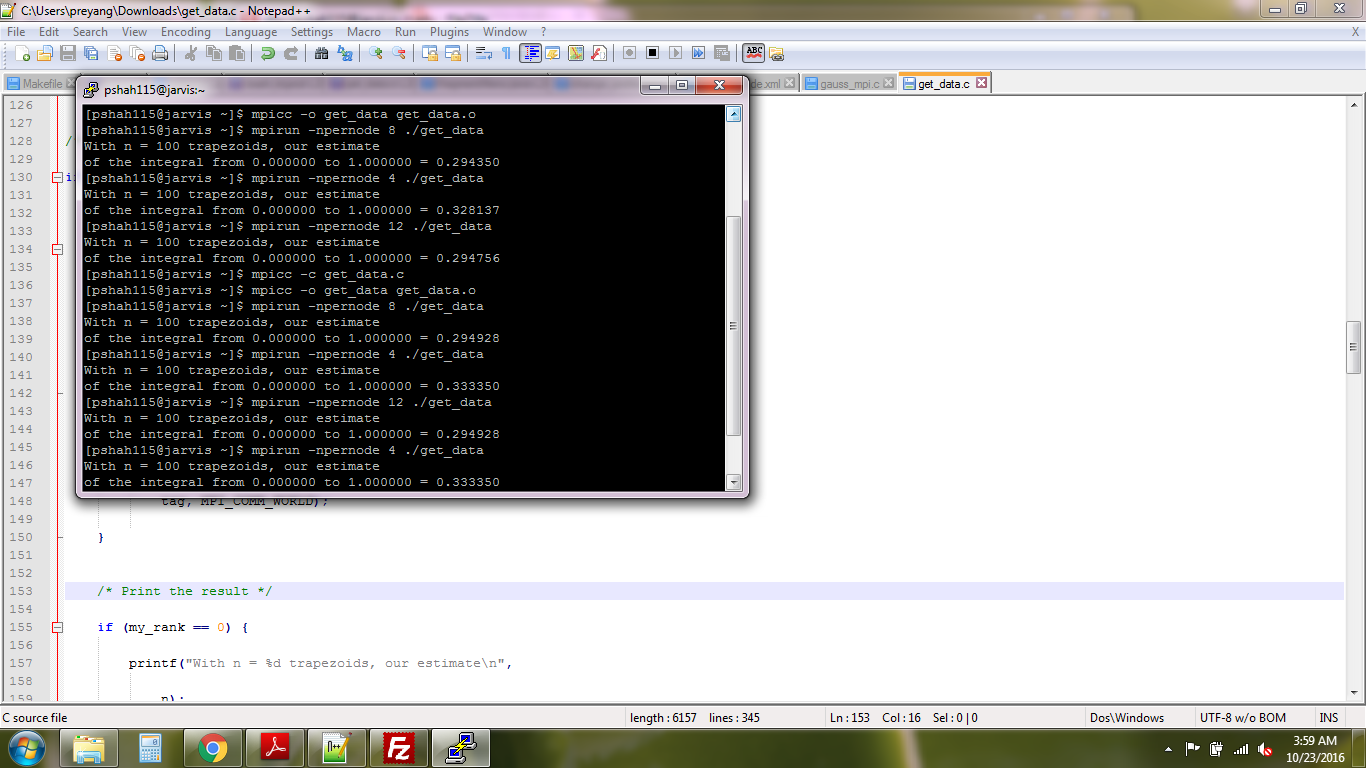 C:\Users\preyang\Downloads\get_data.c - Notepad++
File Edit Search View Encoding Language Settings Macro Run Plugins Window ?
X
ABC
Makefile
de.xml
gauss_mpi.c
get_data.c
pshah115@jarvis:~
[pshah115@jarvis ~]$ mpicc -o get_data get_data.o
[pshah115@jarvis ~]$ mpirun -npernode 8 ./get_data
With n = 100 trapezoids, our estimate
of the integral from 0.000000 to 1.000000 = 0.294350
[pshah115@jarvis ~]$ mpirun -npernode 4 ./get_data
With n = 100 trapezoids, our estimate
of the integral from 0.000000 to 1.000000 = 0.328137
[pshah115@jarvis ~]$ mpirun -npernode 12 ./get_data
With n = 100 trapezoids, our estimate
of the integral from 0.000000 to 1.000000 = 0.294756
[pshah115@jarvis ~]$ mpicc -c get_data.c
[pshah115@jarvis ~]$ mpicc -o get_data get_data.o
[pshah115@jarvis ~]$ mpirun -npernode 8 ./get_data
With n = 100 trapezoids, our estimate
of the integral from 0.000000 to 1.000000 = 0.294928
[pshah115@jarvis ~]$ mpirun -npernode 4 ./get_data
With n = 100 trapezoids, our estimate
of the integral from 0.000000 to 1.000000 = 0.333350
[pshah115@jarvis ~]$ mpirun -npernode 12 ./get_data
With n = 100 trapezoids, our estimate
of the integral from 0.000000 to 1.000000 = 0.294928
[pshah115@jarvis ~]$ mpirun -npernode 4 ./get_data
With n = 100 trapezoids, our estimate
of the integral from 0.000000 to 1.000000 = 0.333350
126
127
128 /
129
130
131
132
133
134
135
136
137
138
139
140
141
142
143
144
145
146
147
148 tag, MPI_COMM_WORLD);
149
150 }
151
152
153 /* Print the result */
154
155 if (my_rank == 0) {
156
157 printf("With n = %d trapezoids, our estimate\n",
158
159 n);
C source file length : 6157 lines : 345 Ln : 153 Col : 16 Sel : 0 | 0 Dos\Windows UTF-8 w/o BOM INS
3:59 AM
10/23/2016